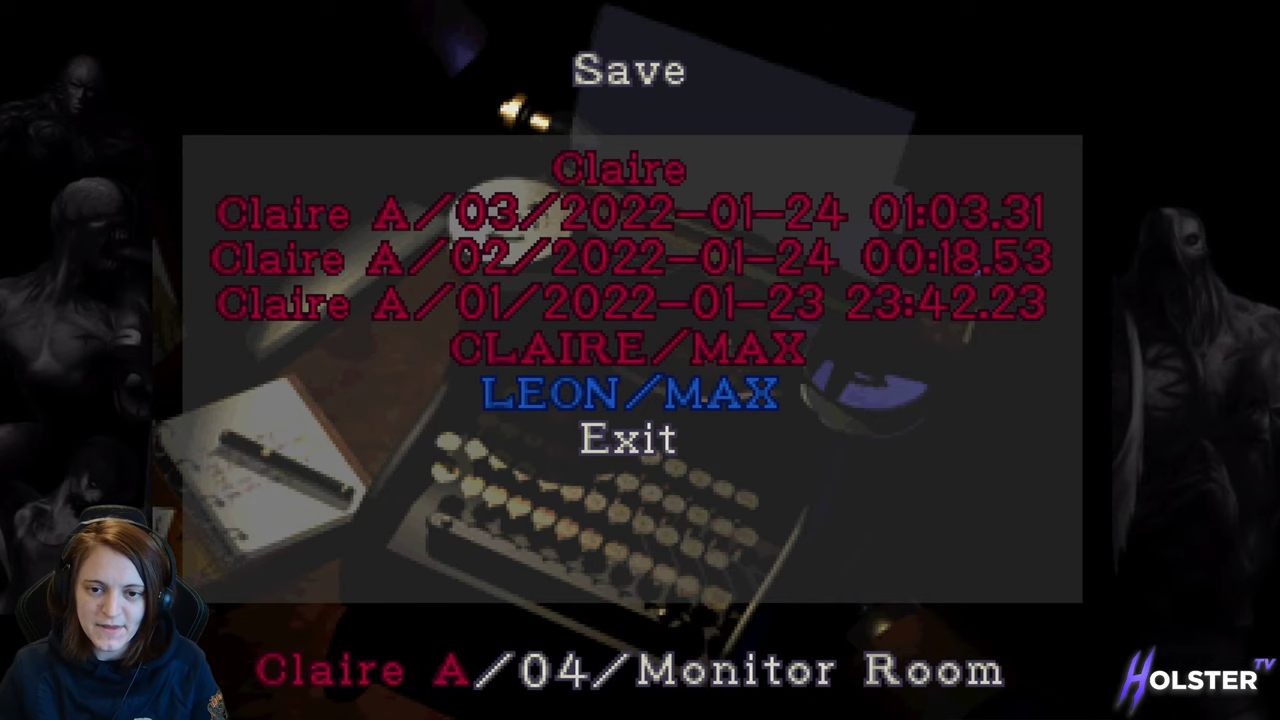 Save
Claire
Claire A/03/2022-01-24 01:03.31
Claire A/02/2022-01-24 00:18.53
Claire A/01/2022-01-23 23:42.23
CLAIRE/MAX
LEON/MAX
Exit
Claire A/04/Monitor Room
HOLSTER TV